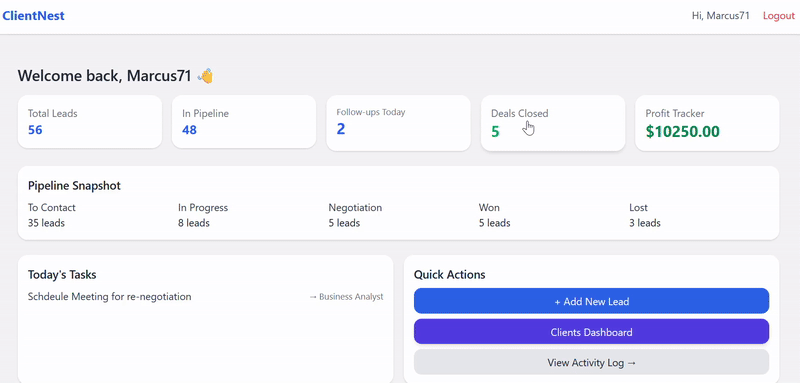 ClientNest
Hi, Marcus71 Logout
Welcome back, Marcus71 👋
Total Leads
56
In Pipeline
48
Follow-ups Today
2
Deals Closed
5
Profit Tracker
$10250.00
Pipeline Snapshot
To Contact
35 leads
In Progress
8 leads
Negotiation
5 leads
Won
5 leads
Lost
3 leads
Today's Tasks
Schdeule Meeting for re-negotiation → Business Analyst
Quick Actions
+ Add New Lead
Clients Dashboard
View Activity Log →